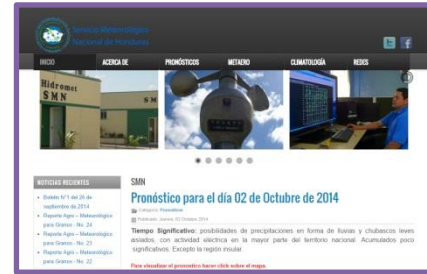 Servicio Meteorológico
Nacional de Honduras
INICIO ACERCA DE PRONÓSTICOS METAERO CLIMATOLOGÍA REDES
Hidromet
SMN
SM
NOTICIAS RECIENTES
Boletín N°1 del 26 de
septiembre de 2014
Reporte Agro - Meteorológico
para Granos - No. 24
Reporte Agro - Meteorológico
para Granos - No. 23
Reporte Agro - Meteorológico
para Granos - No. 22
SMN
Pronóstico para el día 02 de Octubre de 2014
Categoría: Pronósticos
Publicado: Jueves, 02 Octubre 2014
Tiempo Significativo: posibilidades de precipitaciones en forma de lluvias y chubascos leves
aislados, con actividad eléctrica en la mayor parte del territorio nacional. Acumulados poco
significativos. Excepto la región insular.
Para visualizar el pronostico hacer click sobre el mapa.